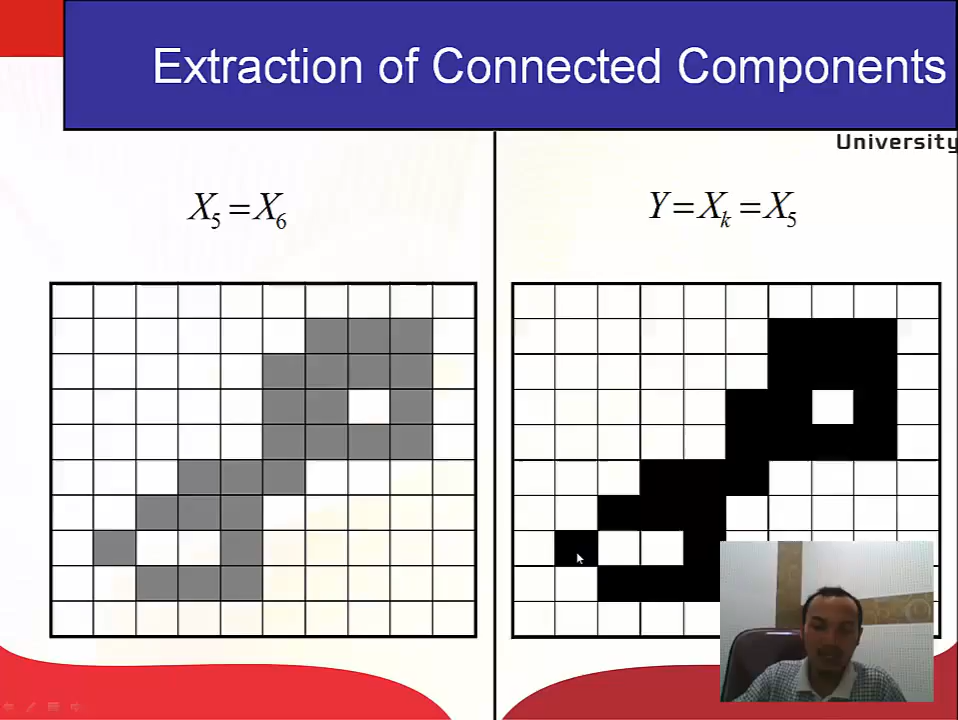 Extraction of Connected Components
University
X₅ = X₆
Y = Xₖ = X₅